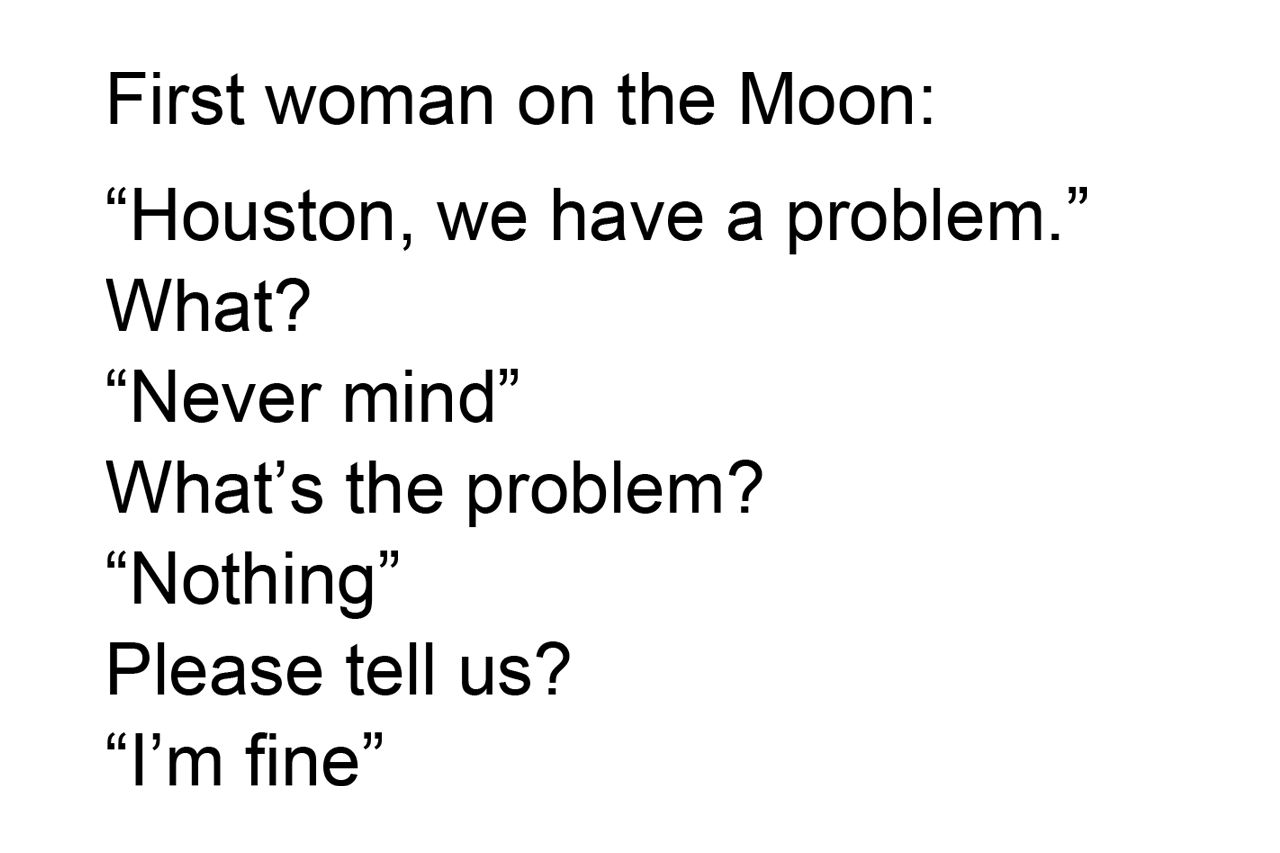 First woman on the Moon:
“Houston, we have a problem.”
What?
“Never mind”
What’s the problem?
“Nothing”
Please tell us?
“I’m fine”